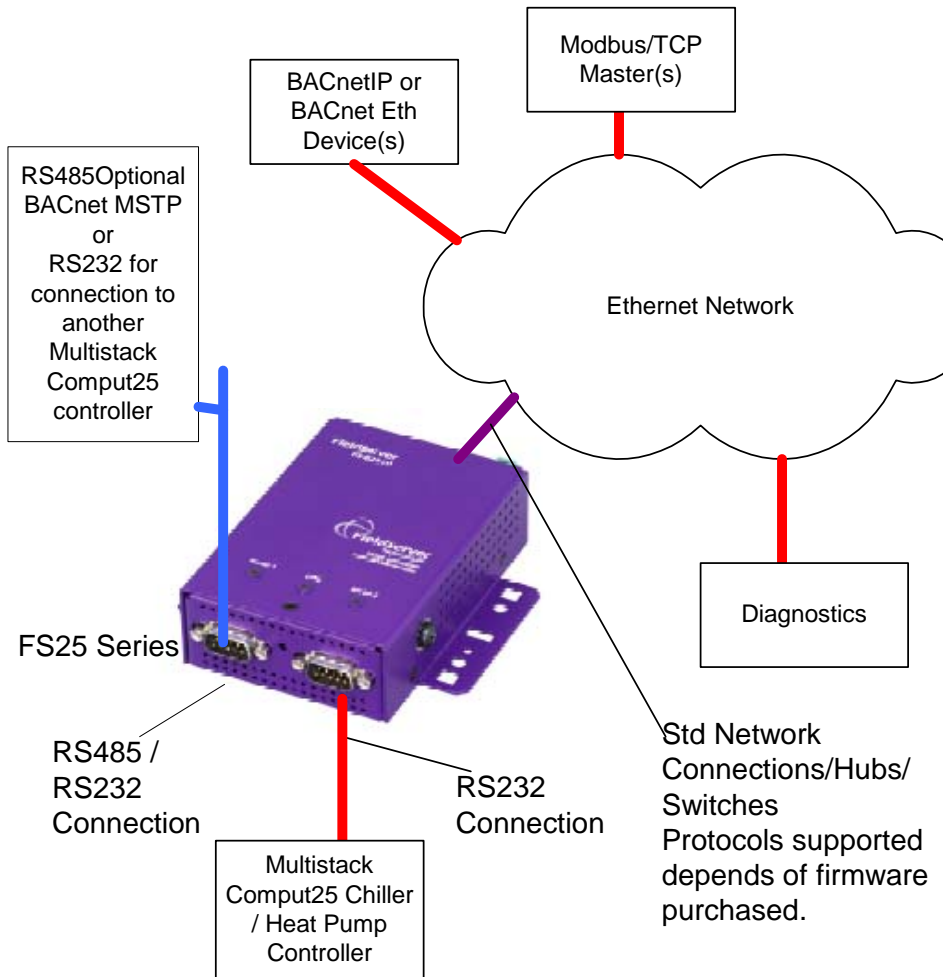 Modbus/TCP
Master(s)
BACnetIP or
BACnet Eth
Device(s)
RS485Optional
BACnet MSTP
or
RS232 for
connection to
another
Multistack
Comput25
controller
Ethernet Network
FieldServer
FieldServer
Diagnostics
FS25 Series
RS485 /
RS232
Connection
RS232
Connection
Std Network
Connections/Hubs/
Switches
Protocols supported
depends of firmware
purchased.
Multistack
Comput25 Chiller
/ Heat Pump
Controller